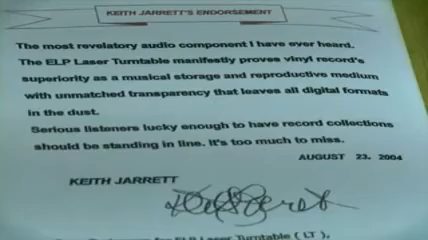 KEITH JARRETT'S ENDORSEMENT
The most revelatory audio component I have ever heard.
The ELP Laser Turntable manifestly proves vinyl record's
superiority as a musical storage and reproductive medium
with unmatched transparency that leaves all digital formats
in the dust.
Serious listeners lucky enough to have record collections
should be standing in line. It's too much to miss.
AUGUST 23, 2004
KEITH JARRETT
for ELP Laser Turntable ( LT ),